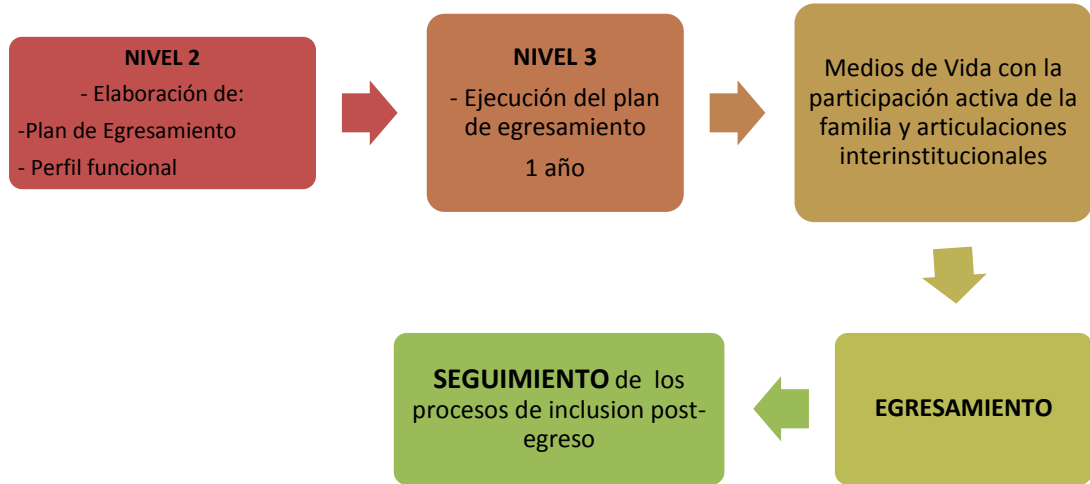 NIVEL 2
- Elaboración de:
-Plan de Egresamiento
- Perfil funcional
NIVEL 3
- Ejecución del plan
de egresamiento
1 año
Medios de Vida con la
participación activa de la
familia y articulaciones
interinstitucionales
EGRESAMIENTO
SEGUIMIENTO de los
procesos de inclusion post-
egreso